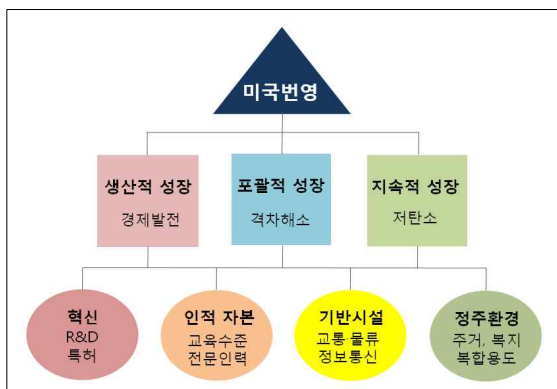 미국번영
생산적 성장
경제발전
포괄적 성장
격차해소
지속적 성장
저탄소
혁신
R&D
특허
인적 자본
교육수준
전문인력
기반시설
교통·물류
정보통신
정주환경
주거, 복지
복합용도